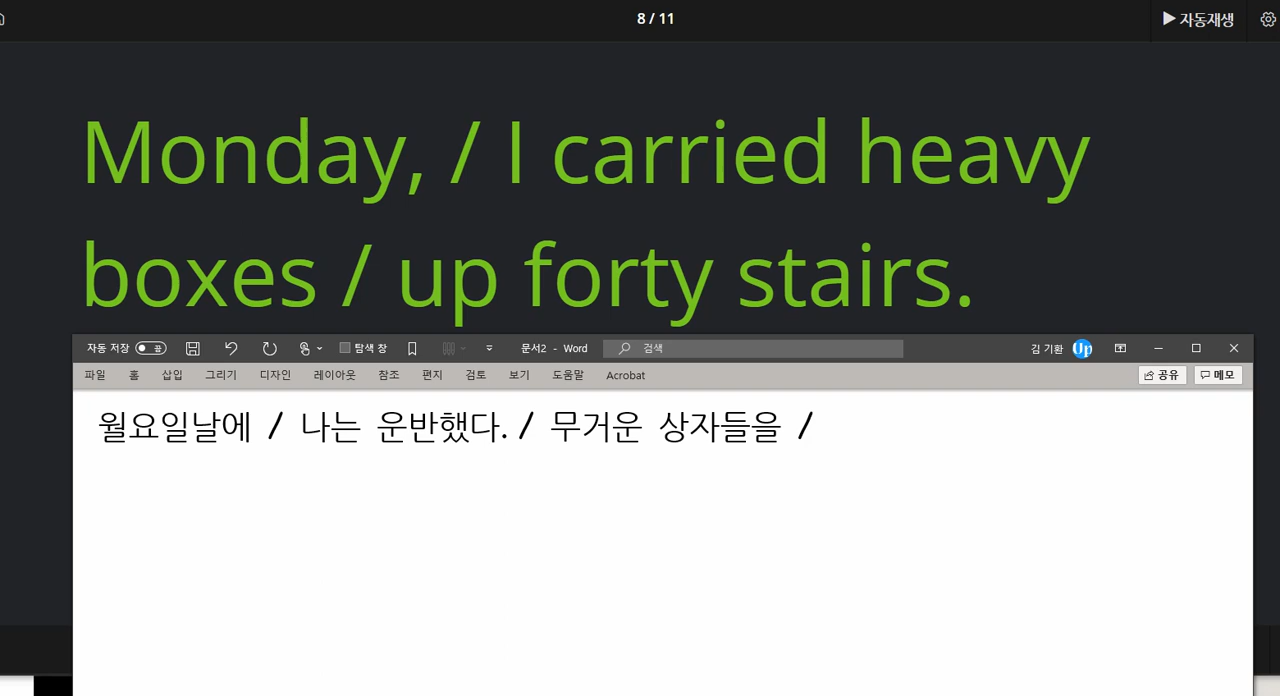 8 / 11
▶ 자동재생
Monday, / I carried heavy
boxes / up forty stairs.
자동 저장 끔 탐색 창 문서2 - Word 검색 김 기환 Up
파일 홈 삽입 그리기 디자인 레이아웃 참조 편지 검토 보기 도움말 Acrobat 공유 메모
월요일날에 / 나는 운반했다. / 무거운 상자들을 /